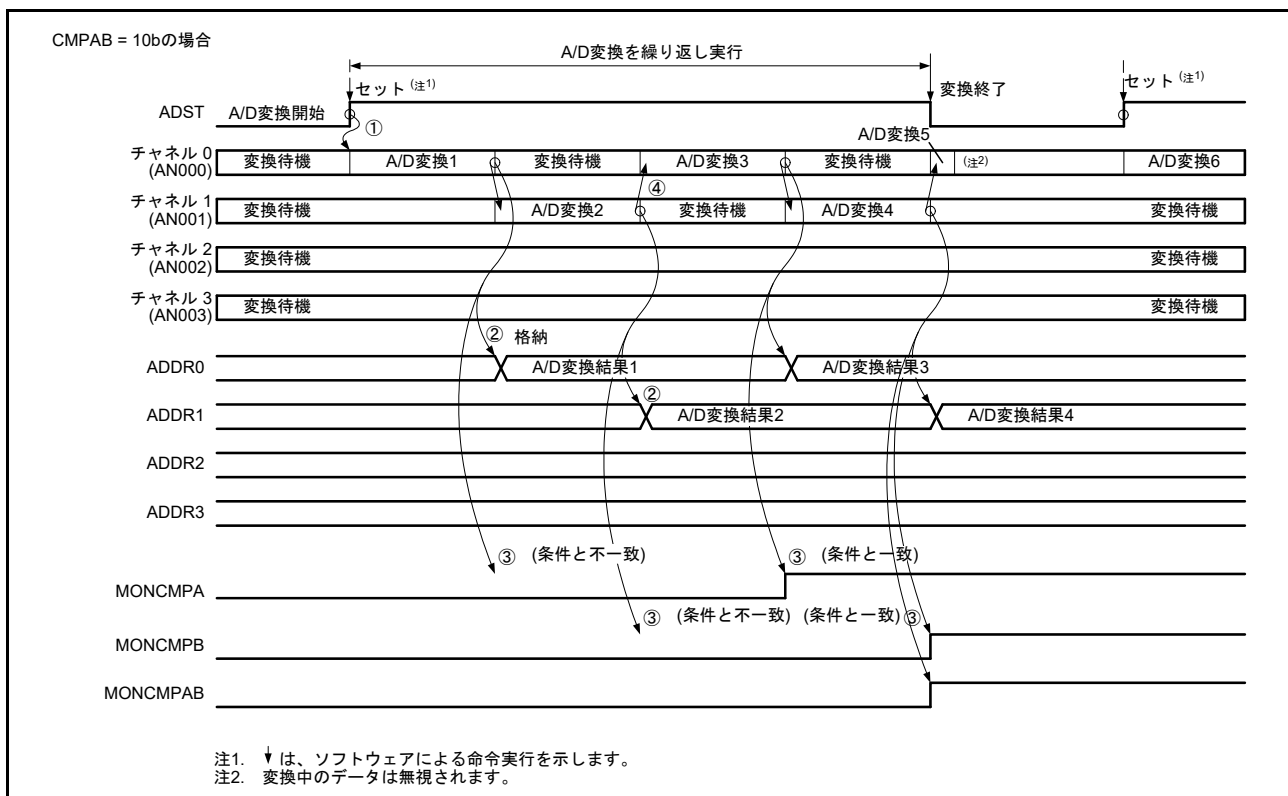 CMPAB = 10bの場合
A/D変換を繰り返し実行
セット (注1)
変換終了
セット (注1)
ADST
A/D変換開始
①
A/D変換5
チャネル 0
(AN000)
変換待機
A/D変換1
変換待機
A/D変換3
変換待機
(注2)
A/D変換6
④
チャネル 1
(AN001)
変換待機
A/D変換2
変換待機
A/D変換4
変換待機
チャネル 2
(AN002)
変換待機
変換待機
チャネル 3
(AN003)
変換待機
変換待機
② 格納
ADDR0
A/D変換結果1
A/D変換結果3
②
ADDR1
A/D変換結果2
A/D変換結果4
ADDR2
ADDR3
③ (条件と不一致)
③ (条件と一致)
MONCMPA
③ (条件と不一致)
(条件と一致) ③
MONCMPB
MONCMPAB
注1. ▼は、ソフトウェアによる命令実行を示します。
注2. 変換中のデータは無視されます。